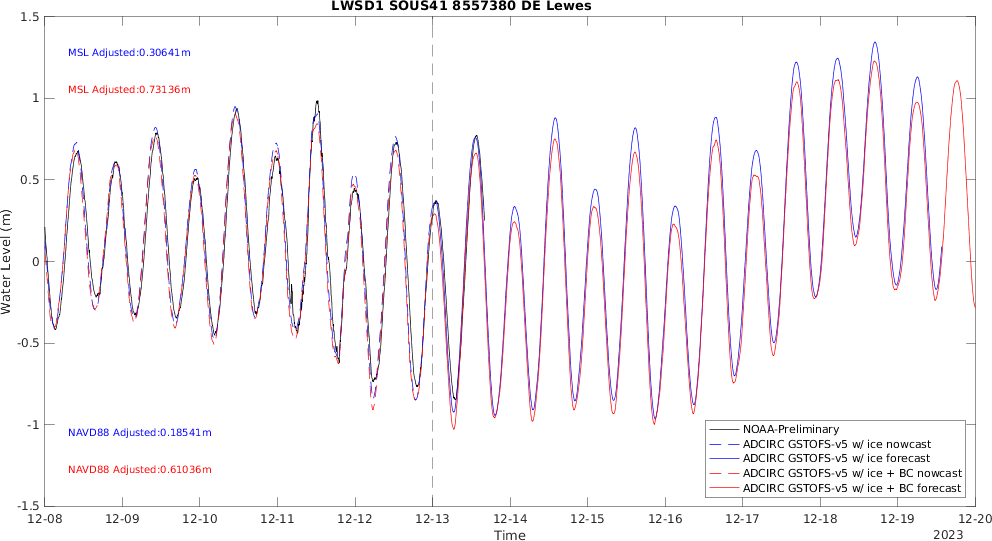 LWSD1 SOUS41 8557380 DE Lewes
1.5
1
0.5
0
-0.5
-1
-1.5
Water Level (m)
MSL Adjusted:0.30641m
MSL Adjusted:0.73136m
NAVD88 Adjusted:0.18541m
NAVD88 Adjusted:0.61036m
NOAA-Preliminary
ADCIRC GSTOFS-v5 w/ ice nowcast
ADCIRC GSTOFS-v5 w/ ice forecast
ADCIRC GSTOFS-v5 w/ ice + BC nowcast
ADCIRC GSTOFS-v5 w/ ice + BC forecast
12-08 12-09 12-10 12-11 12-12 12-13 12-14 12-15 12-16 12-17 12-18 12-19 12-20
Time
2023